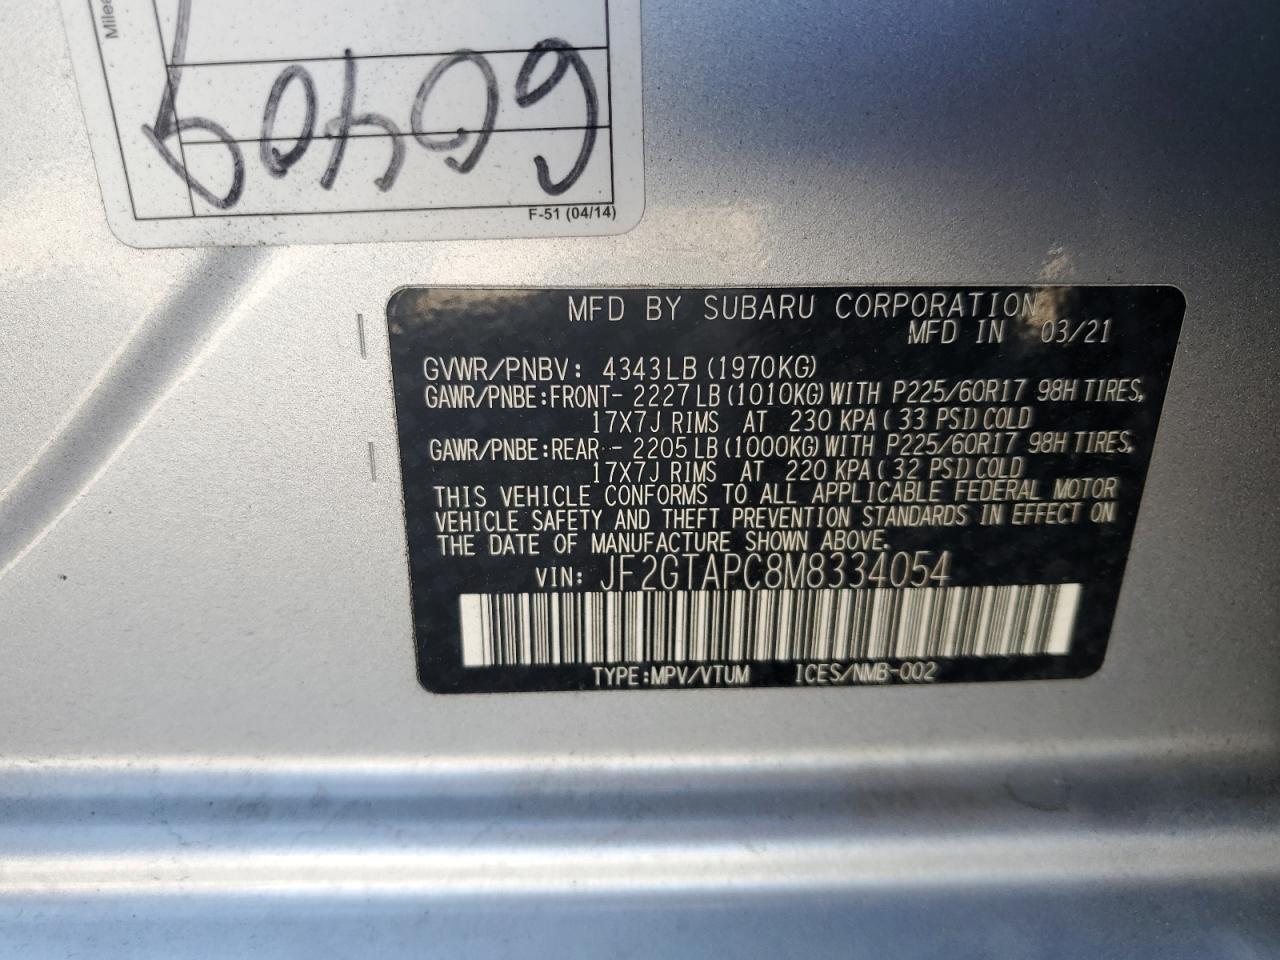 F-51 (04/14)
MFD BY SUBARU CORPORATION
MFD IN 03/21
GVWR/PNBV: 4343LB (1970KG)
GAWR/PNBE:FRONT- 2227LB (1010KG) WITH P225/60R17 98H TIRES,
17X7J RIMS AT 230 KPA ( 33 PSI) COLD
GAWR/PNBE:REAR - 2205LB (1000KG) WITH P225/60R17 98H TIRES,
17X7J RIMS AT 220 KPA ( 32 PSI) COLD
THIS VEHICLE CONFORMS TO ALL APPLICABLE FEDERAL MOTOR
VEHICLE SAFETY AND THEFT PREVENTION STANDARDS IN EFFECT ON
THE DATE OF MANUFACTURE SHOWN ABOVE.
VIN: JF2GTAPC8M8334054
TYPE:MPV/VTUM ICES/NMB-002